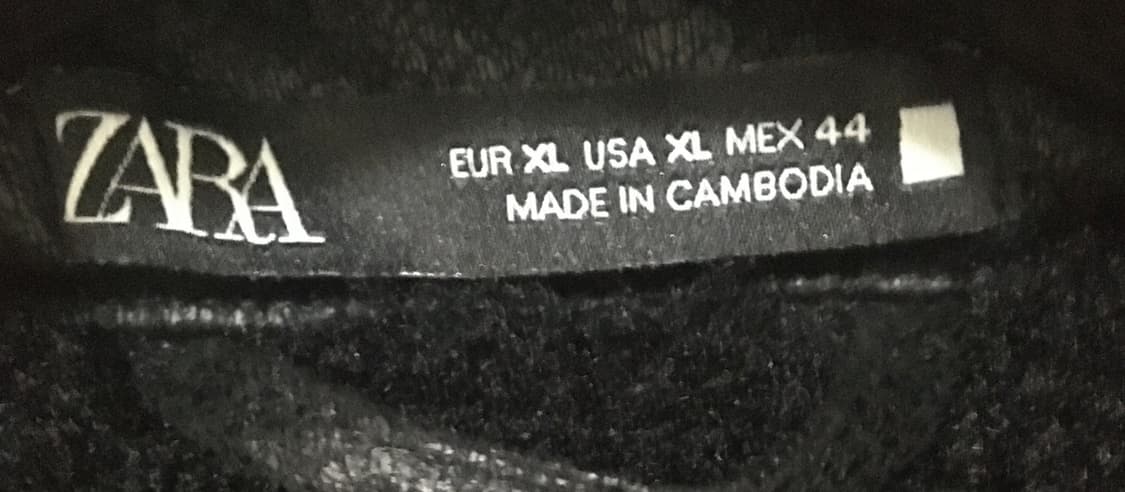 ZARA
EUR XL USA XL MEX 44
MADE IN CAMBODIA